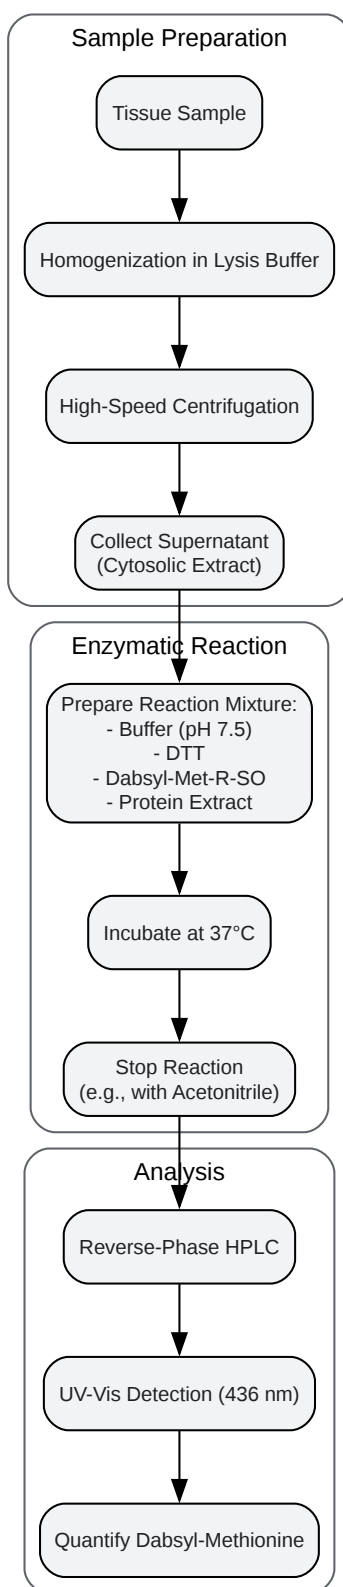 Sample Preparation
Tissue Sample
Homogenization in Lysis Buffer
High-Speed Centrifugation
Collect Supernatant
(Cytosolic Extract)
Enzymatic Reaction
Prepare Reaction Mixture:
- Buffer (pH 7.5)
- DTT
- Dabsyl-Met-R-SO
- Protein Extract
Incubate at 37°C
Stop Reaction
(e.g., with Acetonitrile)
Analysis
Reverse-Phase HPLC
UV-Vis Detection (436 nm)
Quantify Dabsyl-Methionine